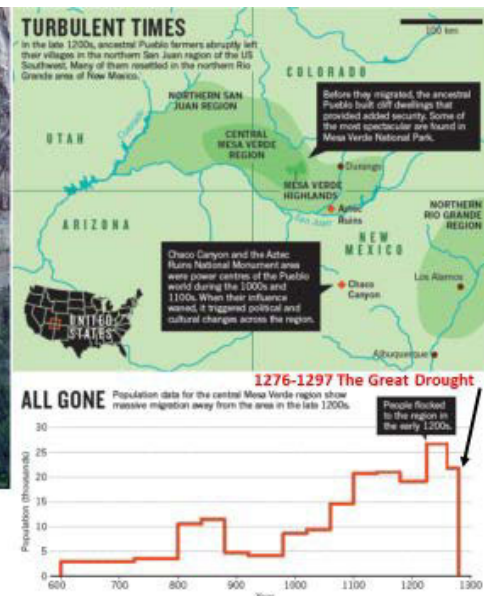 TURBULENT TIMES
In the late 1200s, ancestral Pueblo farmers abruptly left
their villages in the northern San Juan region of the US
Southwest. Many of them resettled in the northern Rio
Grande area of New Mexico.
100 km
COLORADO
NORTHERN SAN
JUAN REGION
Before they migrated, the ancestral
Pueblo built cliff dwellings that
provided added security. Some of
the most spectacular are found in
Mesa Verde National Park.
UTAH
Colorado
CENTRAL
MESA VERDE
REGION
Durango
MESA VERDE
HIGHLANDS
Aztec
Ruins
San Juan
NORTHERN
RIO GRANDE
REGION
ARIZONA
NEW
MEXICO
Chaco Canyon and the Aztec
Ruins National Monument area
were power centres of the Pueblo
world during the 1000s and
1100s. When their influence
waned, it triggered political and
cultural changes across the region.
Chaco
Canyon
Los Alamos
UNITED
STATES
Albuquerque
1276-1297 The Great Drought
ALL GONE
Population data for the central Mesa Verde region show
massive migration away from the area in the late 1200s.
People flocked
to the region in
the early 1200s.
Population (thousands)
30
25
20
15
10
5
0
600 700 800 900 1000 1100 1200 1300
Year